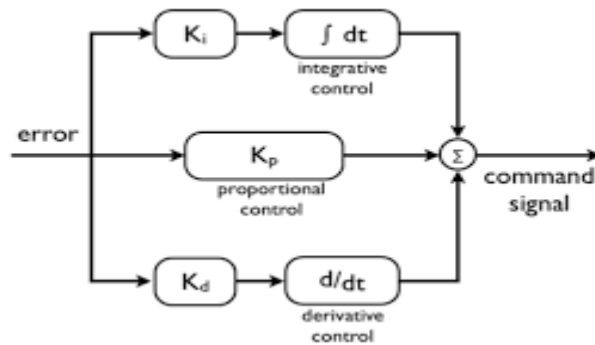 Ki
∫ dt
integrative
control
error
Kp
proportional
control
Σ
command
signal
Kd
d/dt
derivative
control